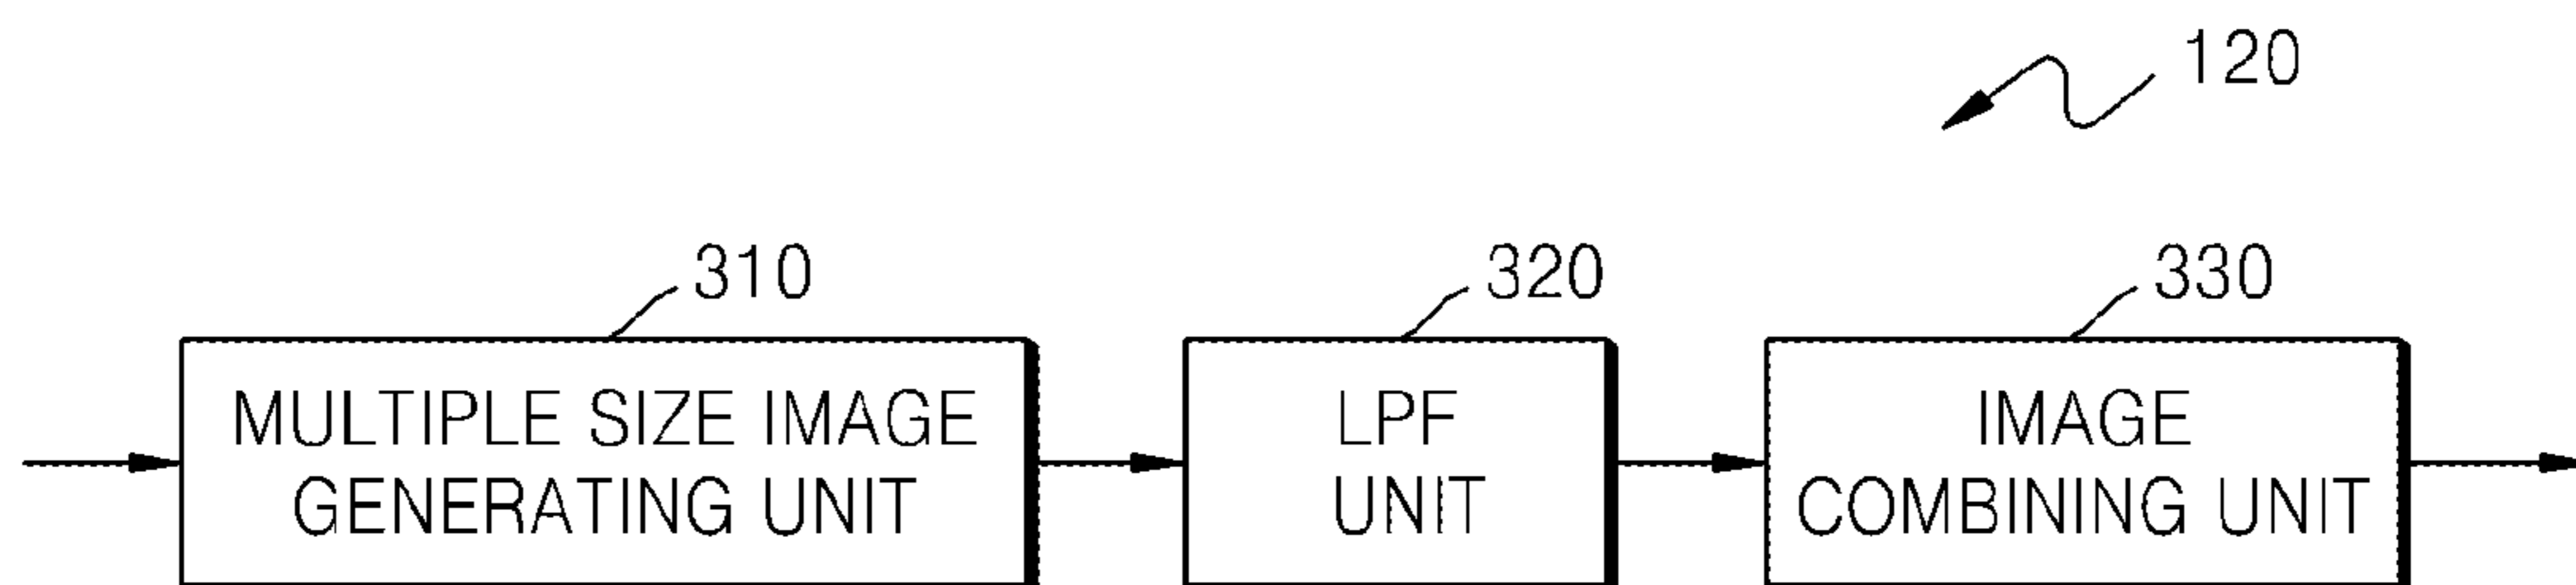 120
310
320
330
MULTIPLE SIZE IMAGE
GENERATING UNIT
LPF
UNIT
IMAGE
COMBINING UNIT